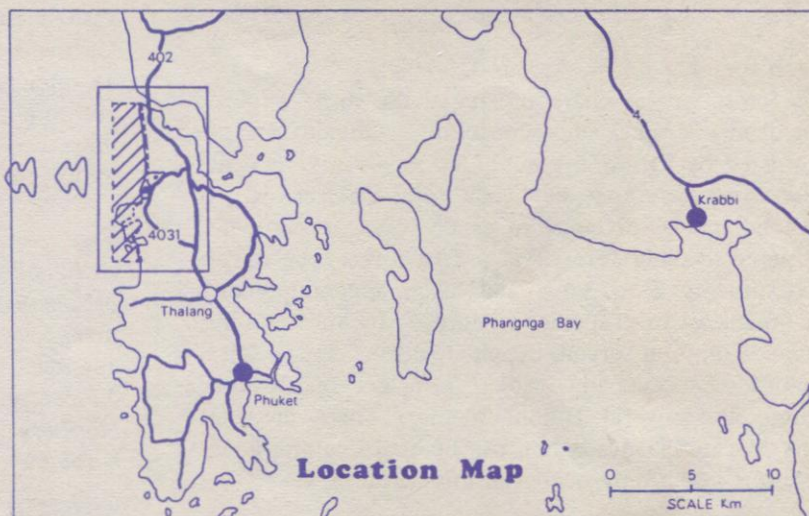 402
4
Krabbi
4031
Thalang
Phangnga Bay
Phuket
Location Map
0 5 10
SCALE Km